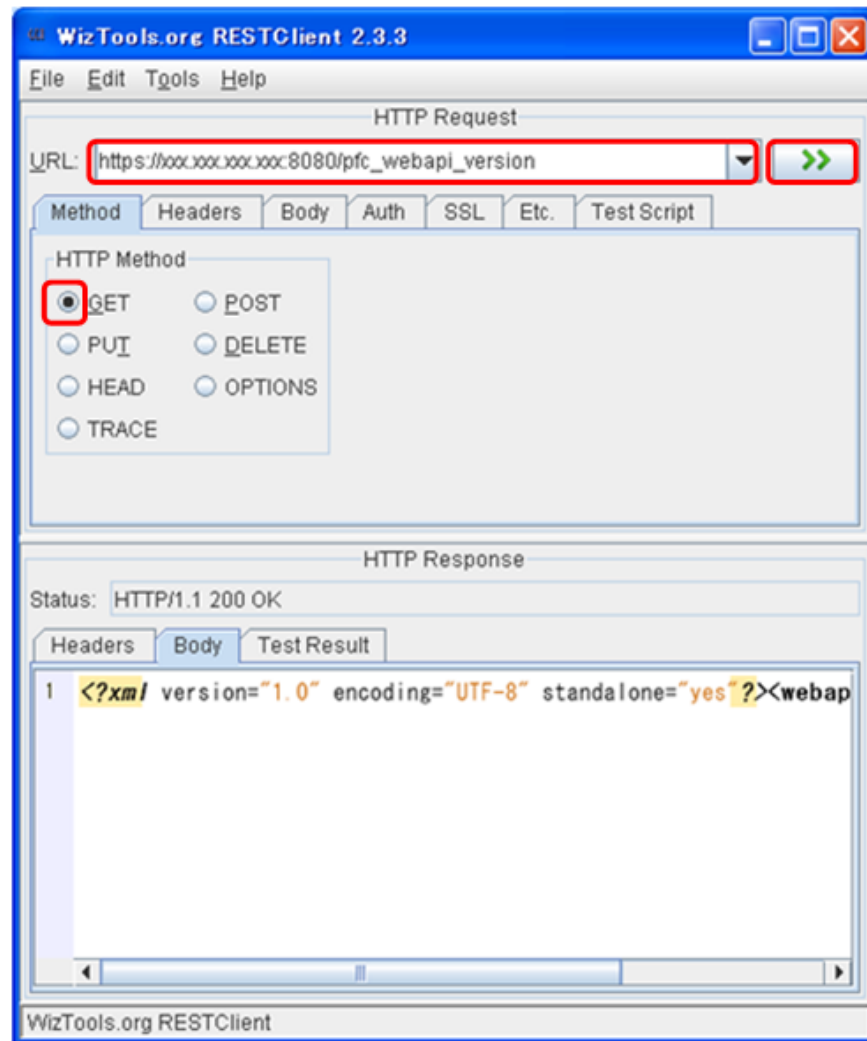 WizTools.org RESTClient 2.3.3
File Edit Tools Help
HTTP Request
URL: https://xxx.xxx.xxx.xxx:8080/pfc_webapi_version >>
Method Headers Body Auth SSL Etc. Test Script
HTTP Method
GET POST
PUT DELETE
HEAD OPTIONS
TRACE
HTTP Response
Status: HTTP/1.1 200 OK
Headers Body Test Result
1 <?xml version="1.0" encoding="UTF-8" standalone="yes"?><webap
WizTools.org RESTClient